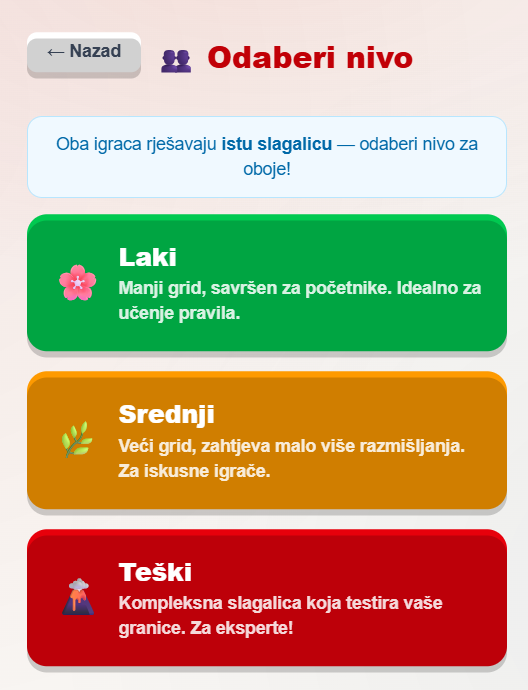 ← Nazad
Odaberi nivo
Oba igraca rješavaju istu slagalicu — odaberi nivo za
oboje!
Laki
Manji grid, savršen za početnike. Idealno za
učenje pravila.
Srednji
Veći grid, zahtjeva malo više razmišljanja.
Za iskusne igrače.
Teški
Kompleksna slagalica koja testira vaše
granice. Za eksperte!